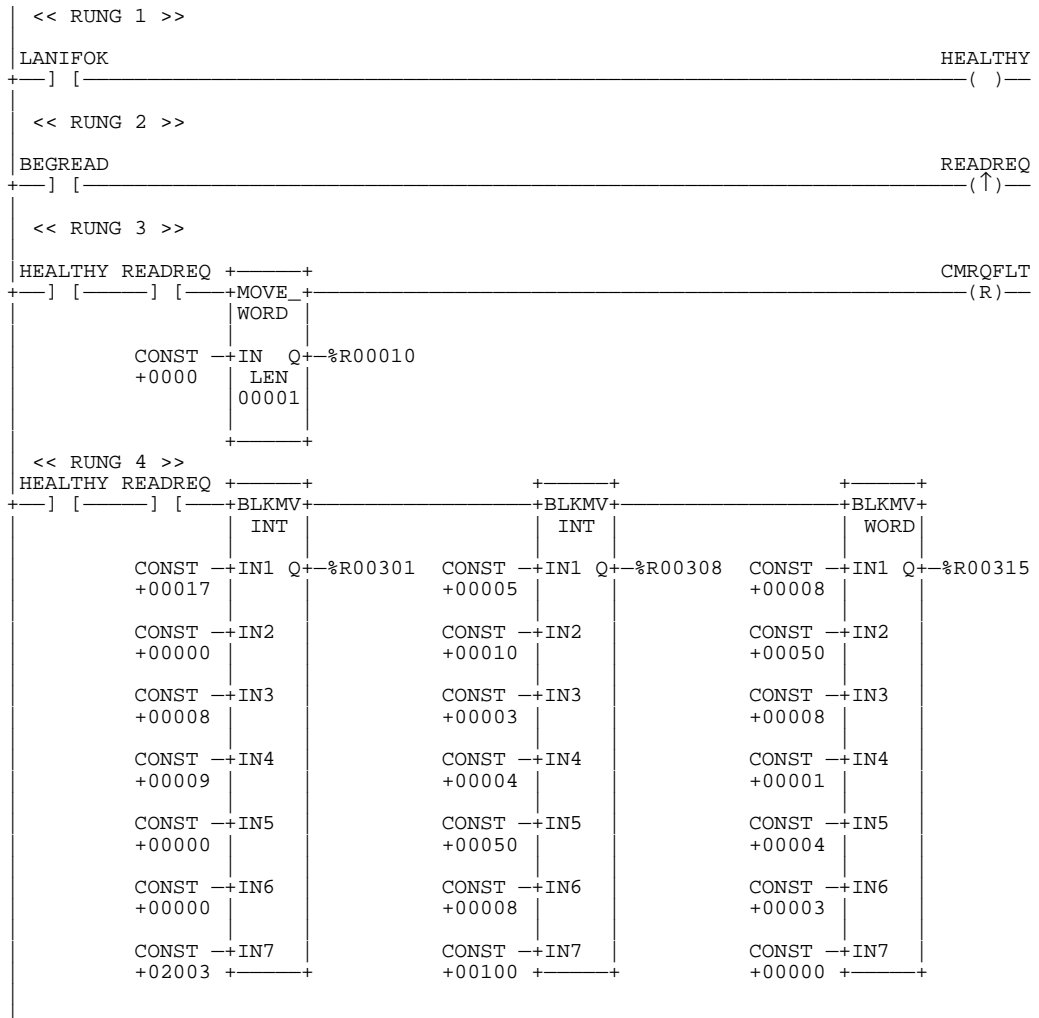 << RUNG 1 >>
LANIFOK HEALTHY
] [ ( )
<< RUNG 2 >>
BEGREAD READREQ
] [ (↑)
<< RUNG 3 >>
HEALTHY READREQ CMRQFLT
] [ ] [ MOVE_ (R)
WORD
CONST IN Q %R00010
+0000 LEN
00001
<< RUNG 4 >>
HEALTHY READREQ
] [ ] [ BLKMV BLKMV BLKMV
INT INT WORD
CONST IN1 Q %R00301 CONST IN1 Q %R00308 CONST IN1 Q %R00315
+00017 +00005 +00008
CONST IN2 CONST IN2 CONST IN2
+00000 +00010 +00050
CONST IN3 CONST IN3 CONST IN3
+00008 +00003 +00008
CONST IN4 CONST IN4 CONST IN4
+00009 +00004 +00001
CONST IN5 CONST IN5 CONST IN5
+00000 +00050 +00004
CONST IN6 CONST IN6 CONST IN6
+00000 +00008 +00003
CONST IN7 CONST IN7 CONST IN7
+02003 +00100 +00000